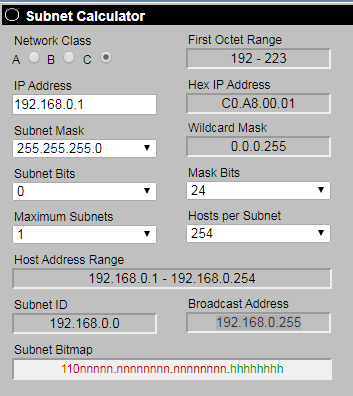 Subnet Calculator
Network Class
A B C
First Octet Range
192 - 223
IP Address
192.168.0.1
Hex IP Address
C0.A8.00.01
Subnet Mask
255.255.255.0
Wildcard Mask
0.0.0.255
Subnet Bits
0
Mask Bits
24
Maximum Subnets
1
Hosts per Subnet
254
Host Address Range
192.168.0.1 - 192.168.0.254
Subnet ID
192.168.0.0
Broadcast Address
192.168.0.255
Subnet Bitmap
110nnnnn.nnnnnnnn.nnnnnnnn.hhhhhhhh